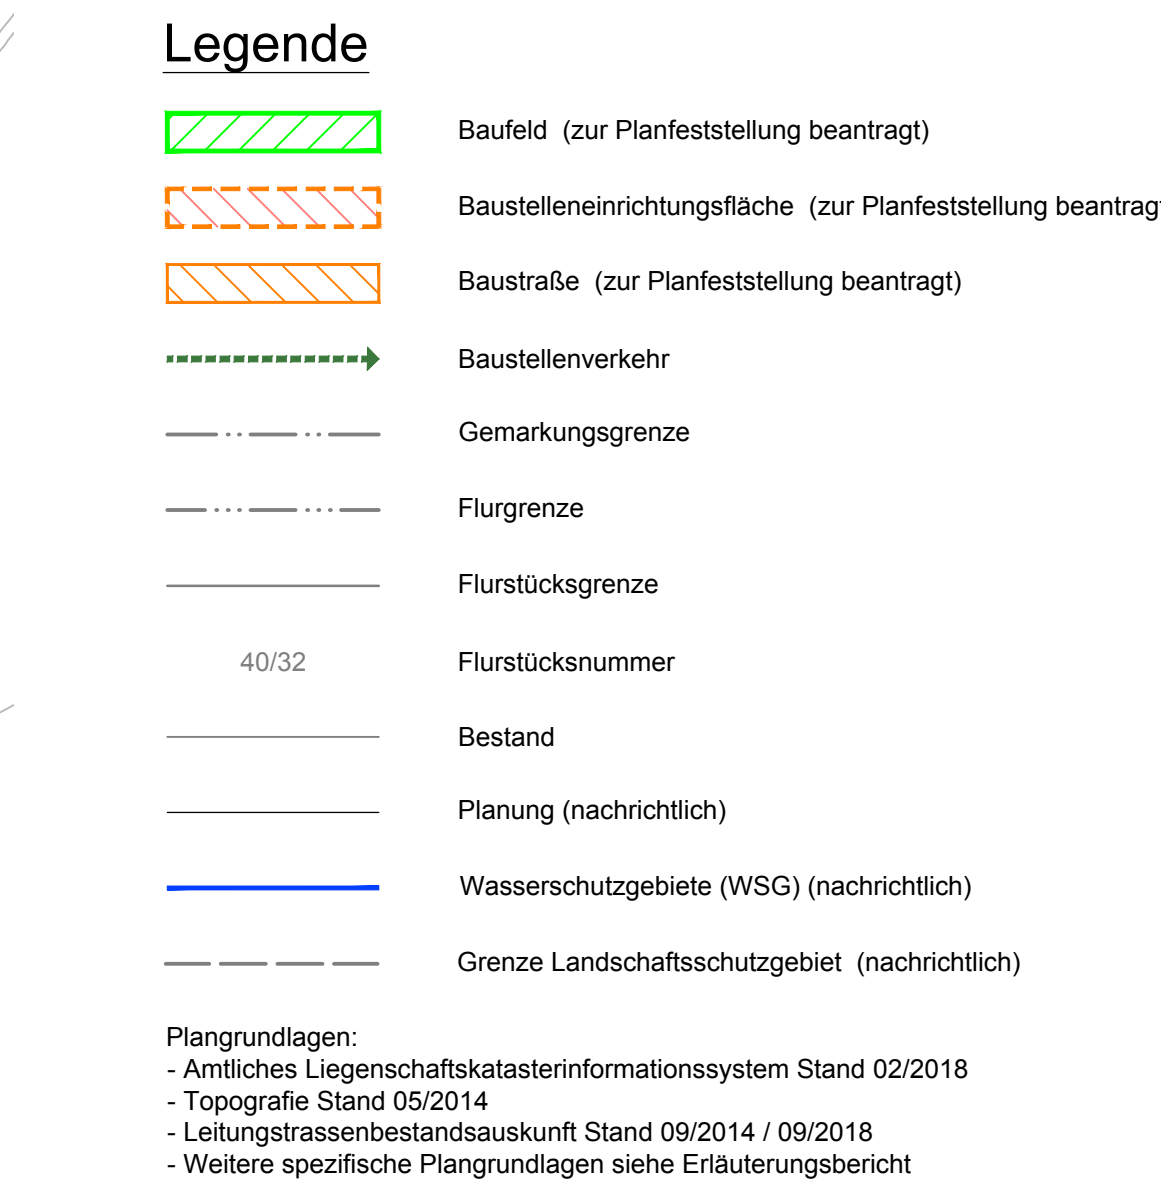 Legende
Baufeld (zur Planfeststellung beantragt)
Baustelleneinrichtungsfläche (zur Planfeststellung beantragt
Baustraße (zur Planfeststellung beantragt)
Baustellenverkehr
Gemarkungsgrenze
Flurgrenze
Flurstücksgrenze
40/32 Flurstücksnummer
Bestand
Planung (nachrichtlich)
Wasserschutzgebiete (WSG) (nachrichtlich)
Grenze Landschaftsschutzgebiet (nachrichtlich)
Plangrundlagen:
- Amtliches Liegenschaftskatasterinformationssystem Stand 02/2018
- Topografie Stand 05/2014
- Leitungstrassenbestandsauskunft Stand 09/2014 / 09/2018
- Weitere spezifische Plangrundlagen siehe Erläuterungsbericht